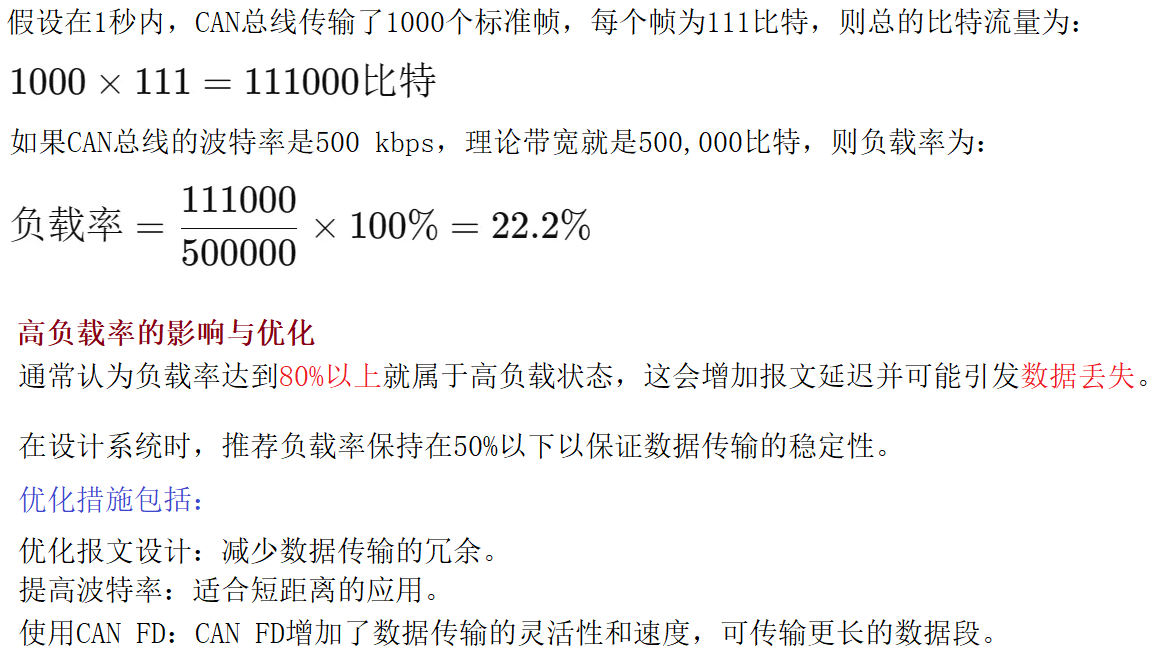 假设在1秒内，CAN总线传输了1000个标准帧，每个帧为111比特，则总的比特流量为：
1000 × 111 = 111000比特
如果CAN总线的波特率是500 kbps，理论带宽就是500,000比特，则负载率为：
负载率 = 111000/500000 × 100% = 22.2%
高负载率的影响与优化
通常认为负载率达到80%以上就属于高负载状态，这会增加报文延迟并可能引发数据丢失。
在设计系统时，推荐负载率保持在50%以下以保证数据传输的稳定性。
优化措施包括：
优化报文设计：减少数据传输的冗余。
提高波特率：适合短距离的应用。
使用CAN FD：CAN FD增加了数据传输的灵活性和速度，可传输更长的数据段。